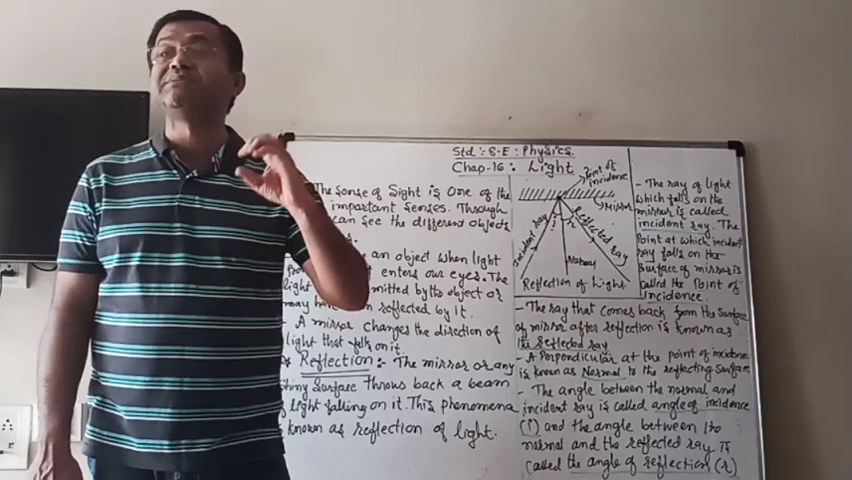 Std : 8-E : Physics.
Chap-16 : Light
The sense of Sight is one of the
important senses. Through
can see the different objects
an object when light
enters our eyes. The
light emitted by the object or
may reflected by it.
- A mirror changes the direction of
light that falls on it.
Reflection :- The mirror or any
shiny Surface Throws back a beam
of light falling on it. This phenomena
is known as reflection of light.
Point of
incidence
Mirror
Incident Ray
i
r
Reflected Ray
Normal
Reflection of Light
- The ray of light
which falls on the
mirror is called
incident ray. The
Point at which incident
ray falls on the
Surface of mirror is
called the Point of
incidence.
- The ray that comes back from the Surface
of mirror after reflection is known as
the reflected ray
- A Perpendicular at the point of incidence
is known as Normal to the reflecting Surface
- The angle between the normal and
incident ray is called angle of incidence
(i) and the angle between the
normal and the reflected ray is
called the angle of reflection (r)